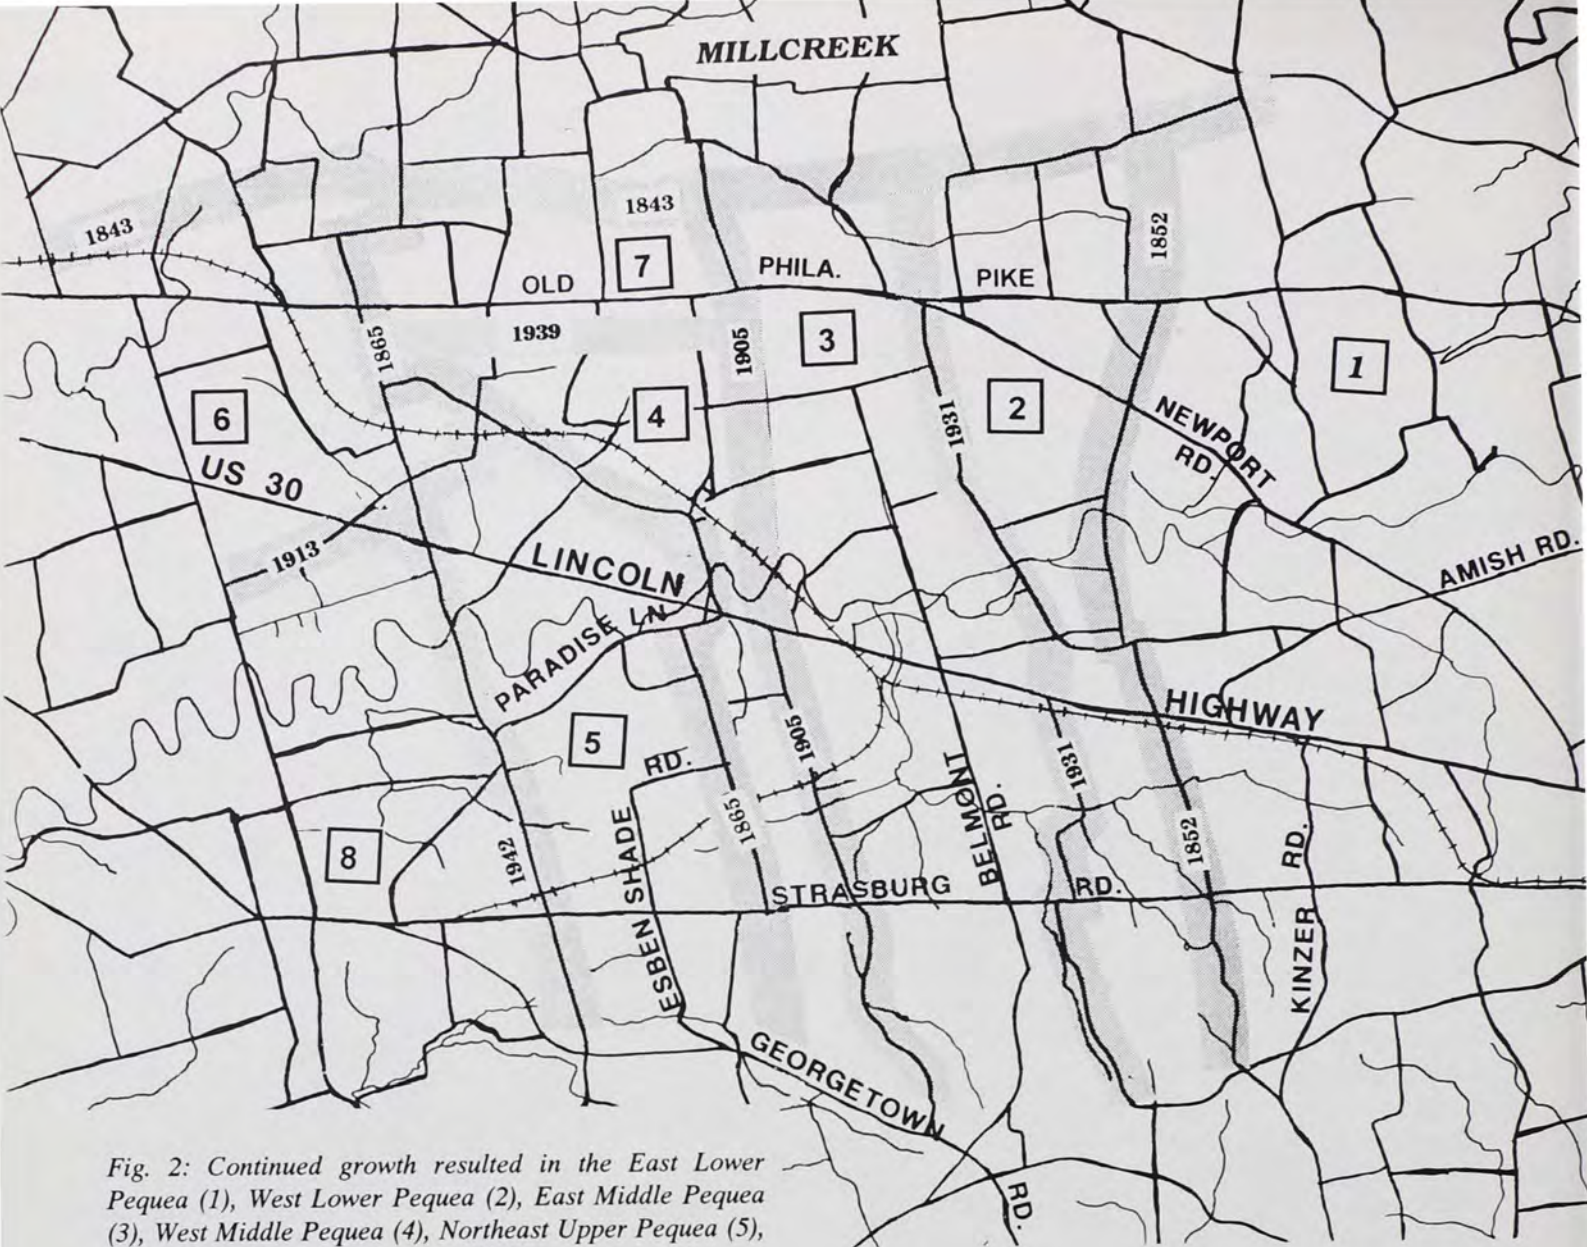 MILLCREEK
1843
1843
1852
7
OLD
PHILA.
PIKE
1865
1939
1905
3
1
6
4
1931
2
NEWPORT
RD.
US 30
1913
LINCOLN
AMISH RD.
PARADISE LN
HIGHWAY
5
RD.
1905
BELMONT
RD.
1931
1865
1852
8
1942
ESBEN SHADE
STRASBURG
RD.
KINZER
RD.
GEORGETOWN
RD.
Fig. 2: Continued growth resulted in the East Lower
Pequea (1), West Lower Pequea (2), East Middle Pequea
(3), West Middle Pequea (4), Northeast Upper Pequea (5),